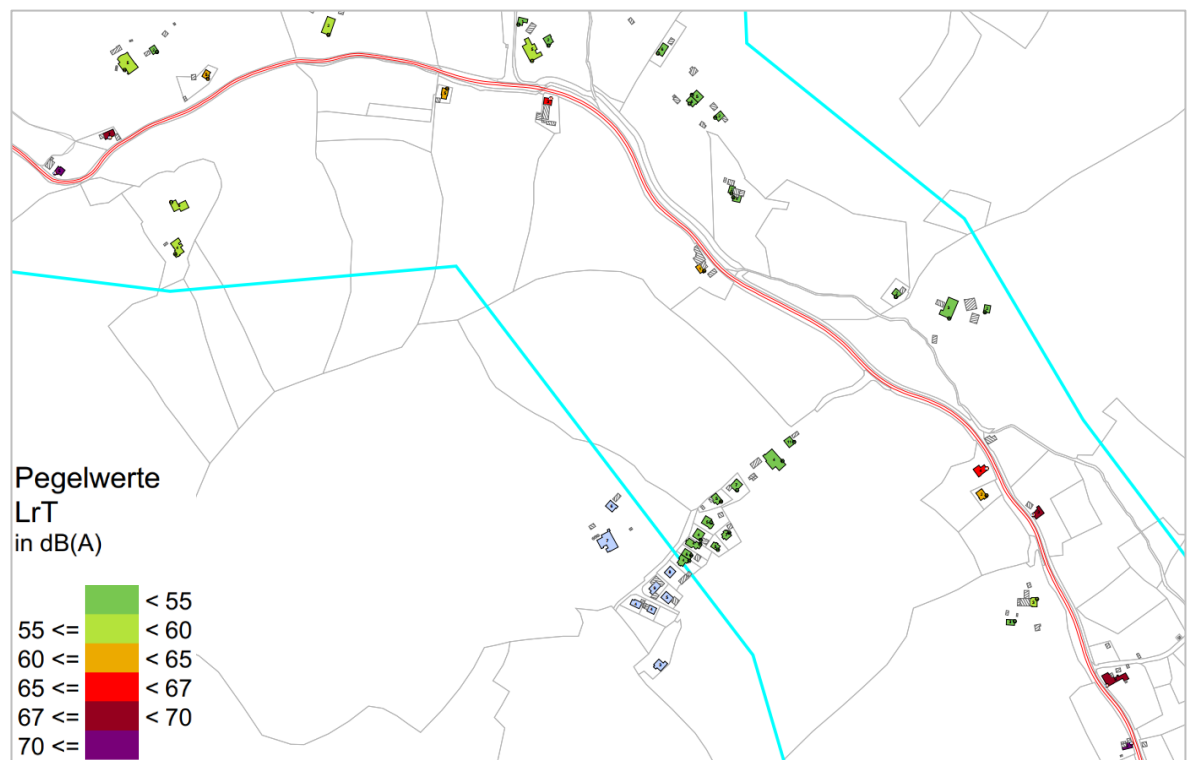 Pegelwerte
LrT
in dB(A)
< 55
55 <= < 60
60 <= < 65
65 <= < 67
67 <= < 70
70 <=